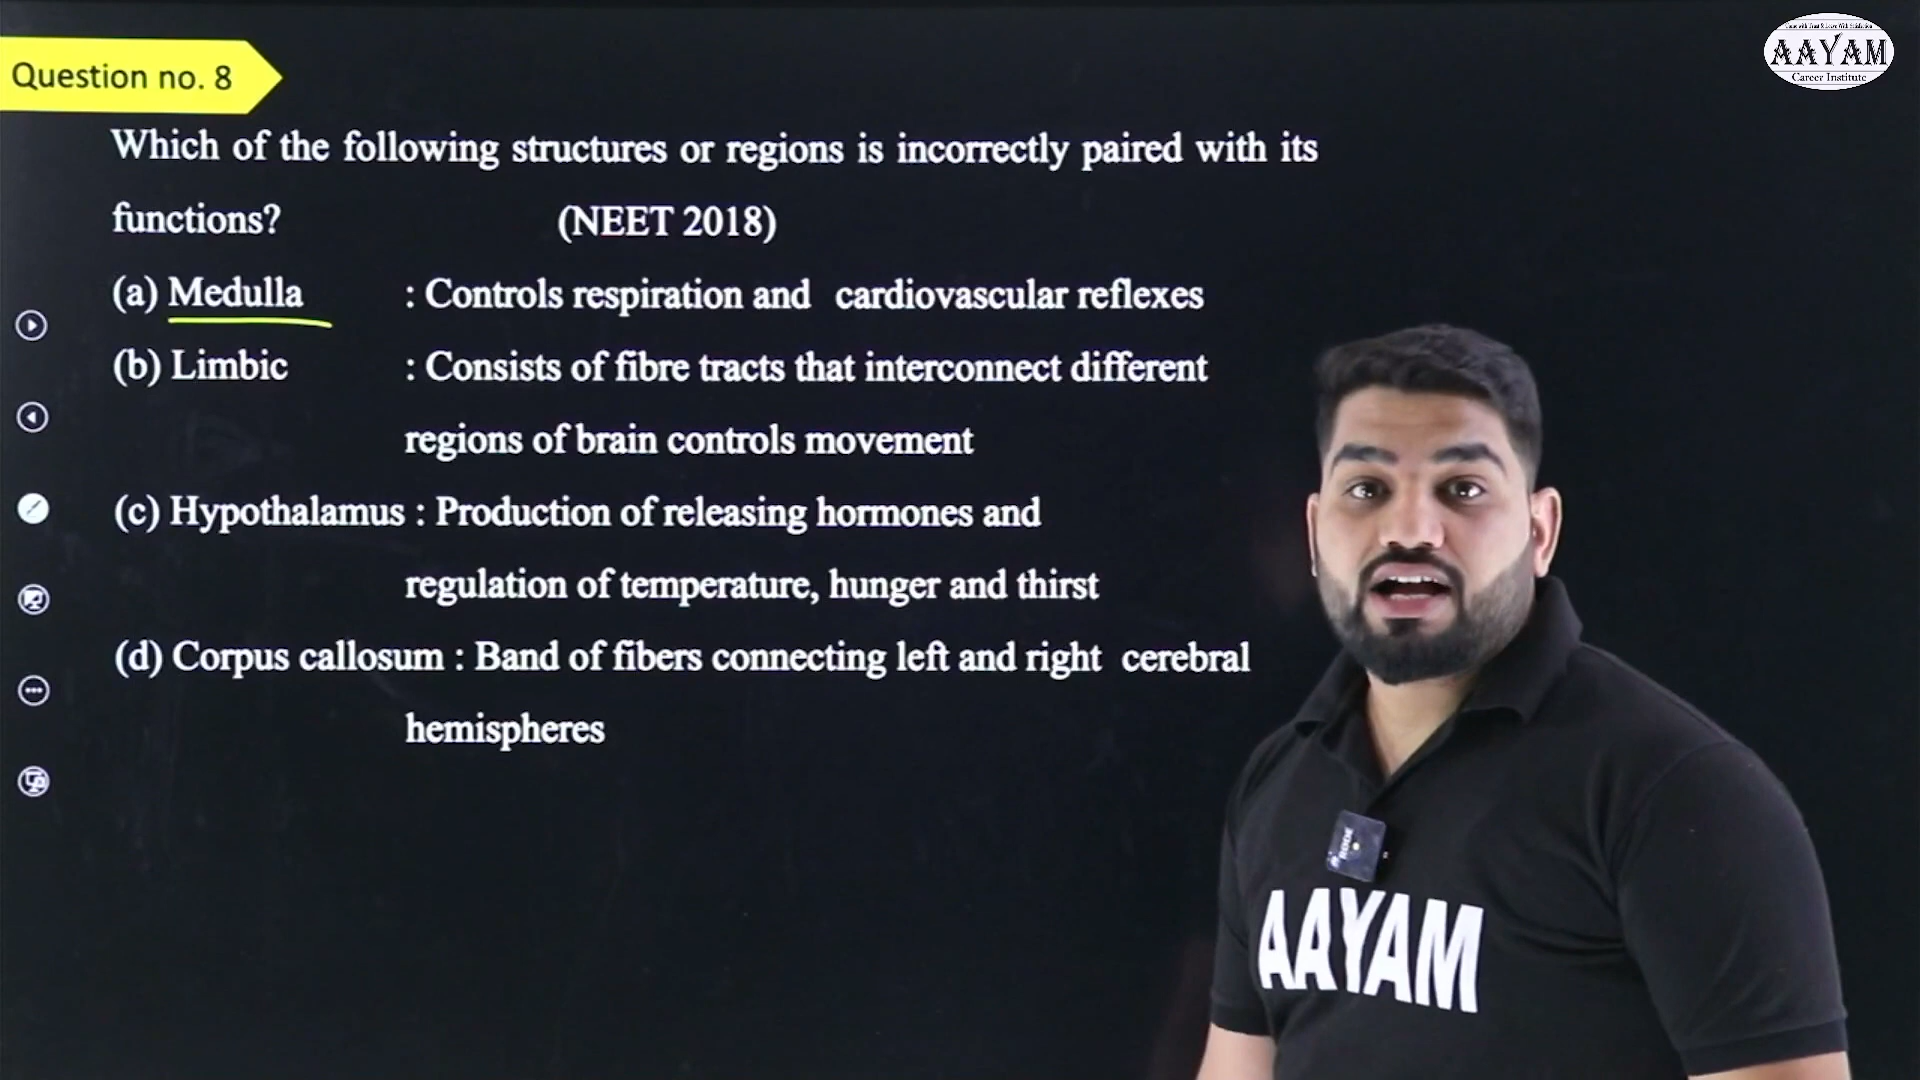 Question no. 8
AAYAM
Career Institute
Which of the following structures or regions is incorrectly paired with its
functions? (NEET 2018)
(a) Medulla : Controls respiration and cardiovascular reflexes
(b) Limbic : Consists of fibre tracts that interconnect different
regions of brain controls movement
(c) Hypothalamus : Production of releasing hormones and
regulation of temperature, hunger and thirst
(d) Corpus callosum : Band of fibers connecting left and right cerebral
hemispheres
RODE
AAYAM